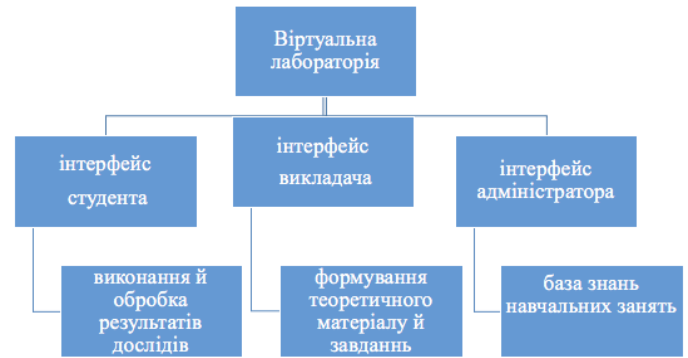 Віртуальна
лабораторія
інтерфейс
студента
інтерфейс
викладача
інтерфейс
адміністратора
виконання й
обробка
результатів
дослідів
формування
теоретичного
матеріалу й
завданнь
база знань
навчальних занять